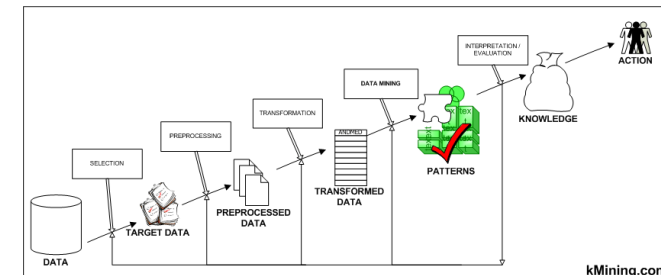 INTERPRETATION /
EVALUATION
ACTION
DATA MINING
KNOWLEDGE
TRANSFORMATION
PREPROCESSING
ANDMED
PATTERNS
SELECTION
TRANSFORMED
DATA
PREPROCESSED
DATA
TARGET DATA
DATA
kMining.com